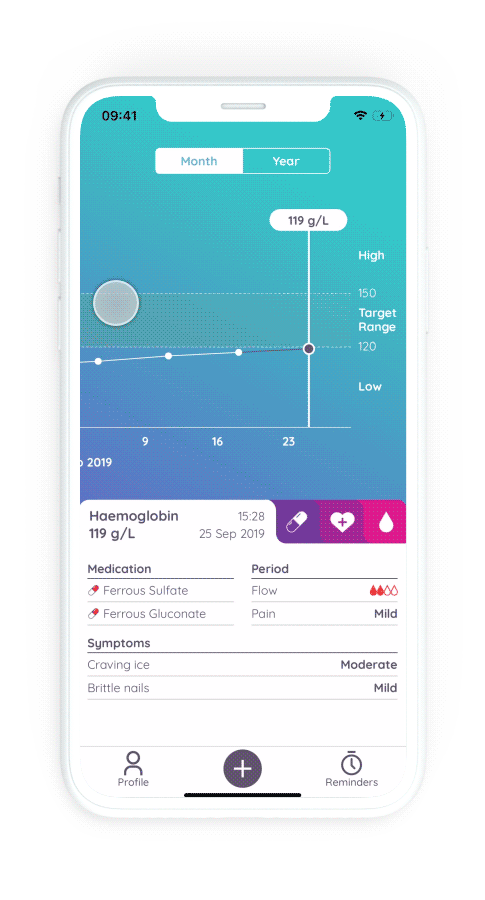 09:41
Month Year
119 g/L
High
150
Target
Range
120
Low
9 16 23
2019
Haemoglobin 15:28
119 g/L 25 Sep 2019
Medication Period
Ferrous Sulfate Flow
Ferrous Gluconate Pain Mild
Symptoms
Craving ice Moderate
Brittle nails Mild
Profile Reminders